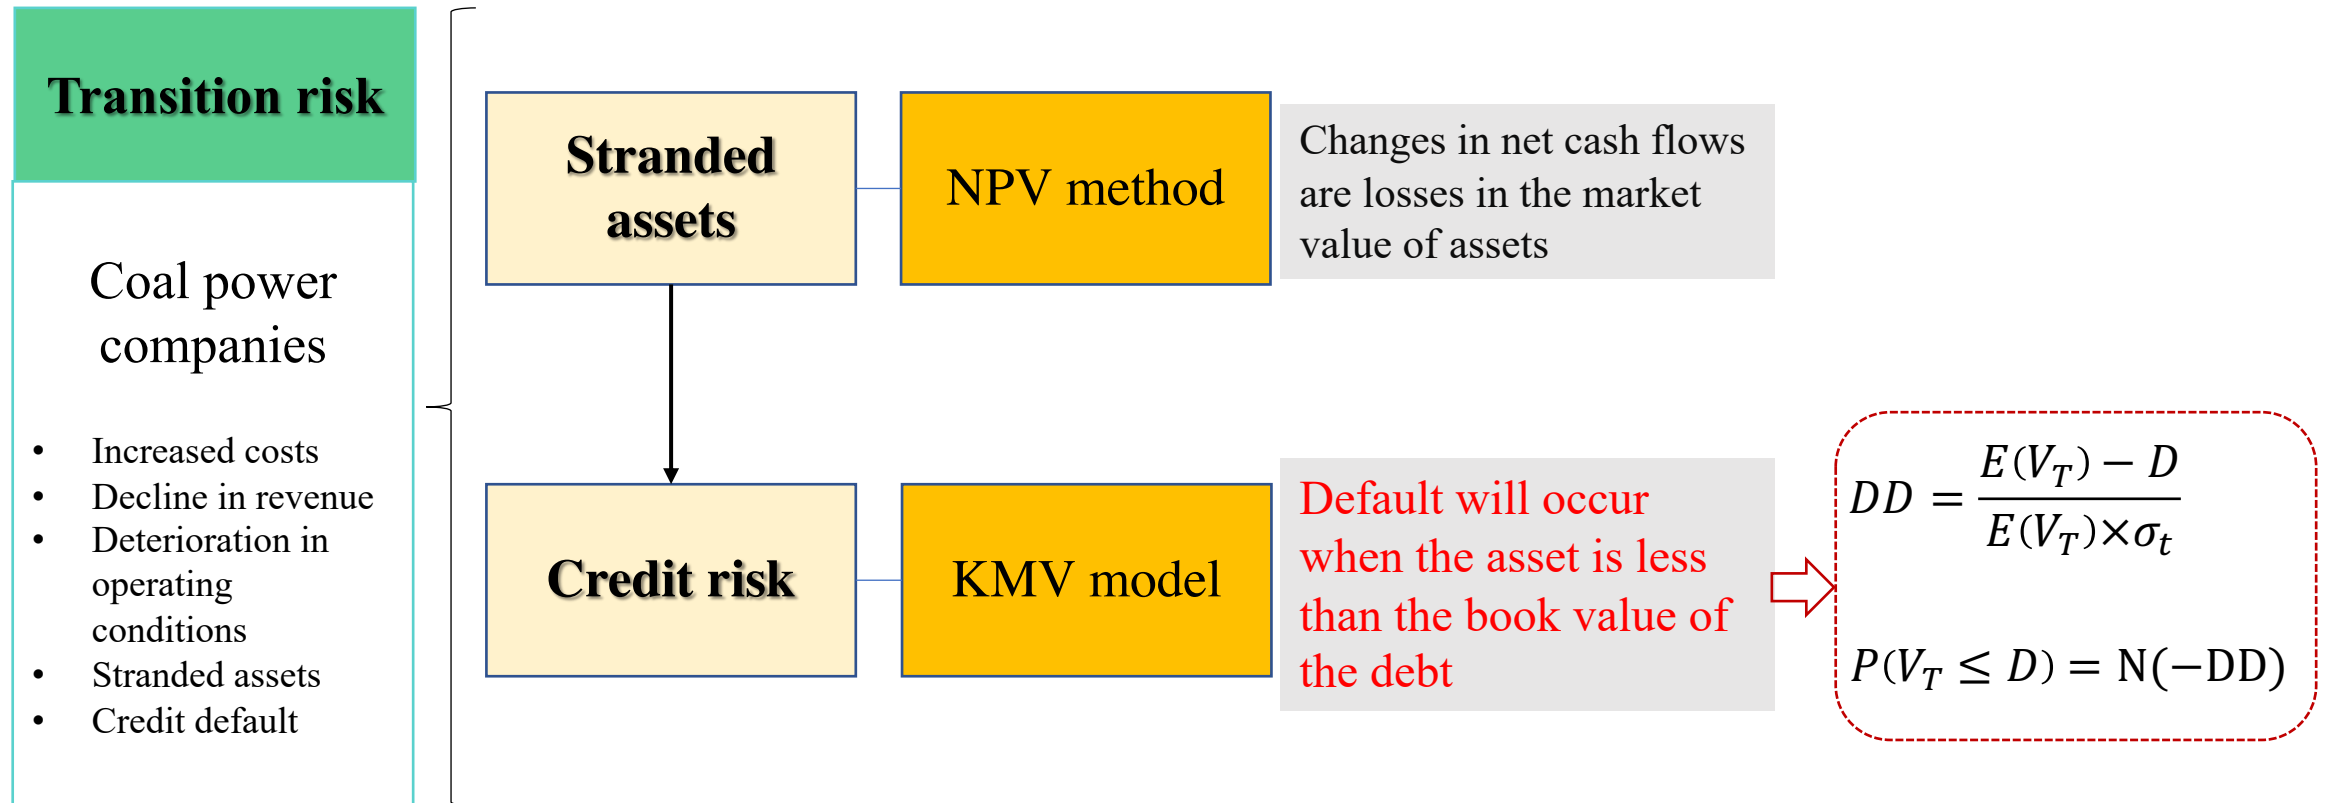 Transition risk
Coal power
companies
• Increased costs
• Decline in revenue
• Deterioration in
operating
conditions
• Stranded assets
• Credit default
Stranded
assets
NPV method
Changes in net cash flows
are losses in the market
value of assets
Credit risk
KMV model
Default will occur
when the asset is less
than the book value of
the debt
DD = \frac{E(V_T) − D}{E(V_T)×σ_t}
P(V_T ≤ D) = N(−DD)